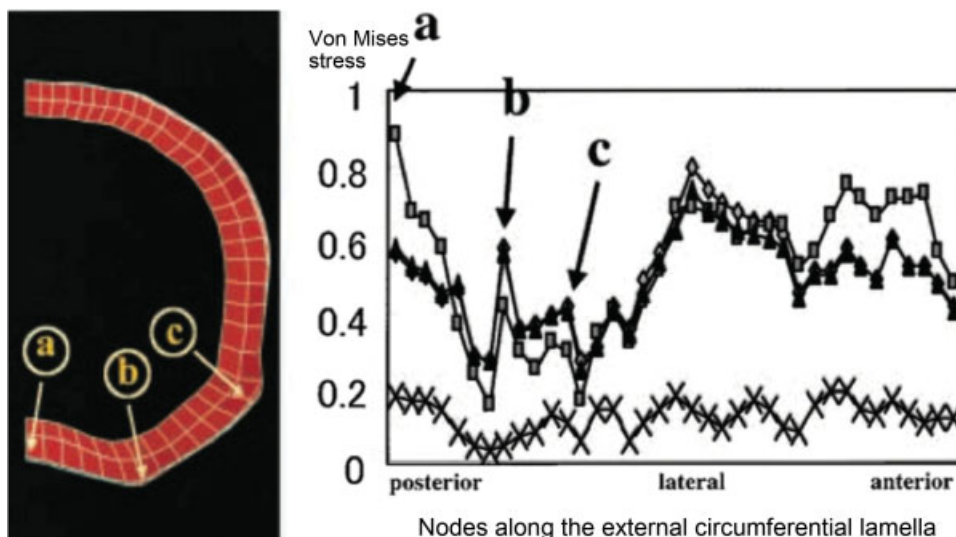 Von Mises
stress
a
b
c
1
0.8
0.6
0.4
0.2
0
posterior lateral anterior
Nodes along the external circumferential lamella
a
b
c